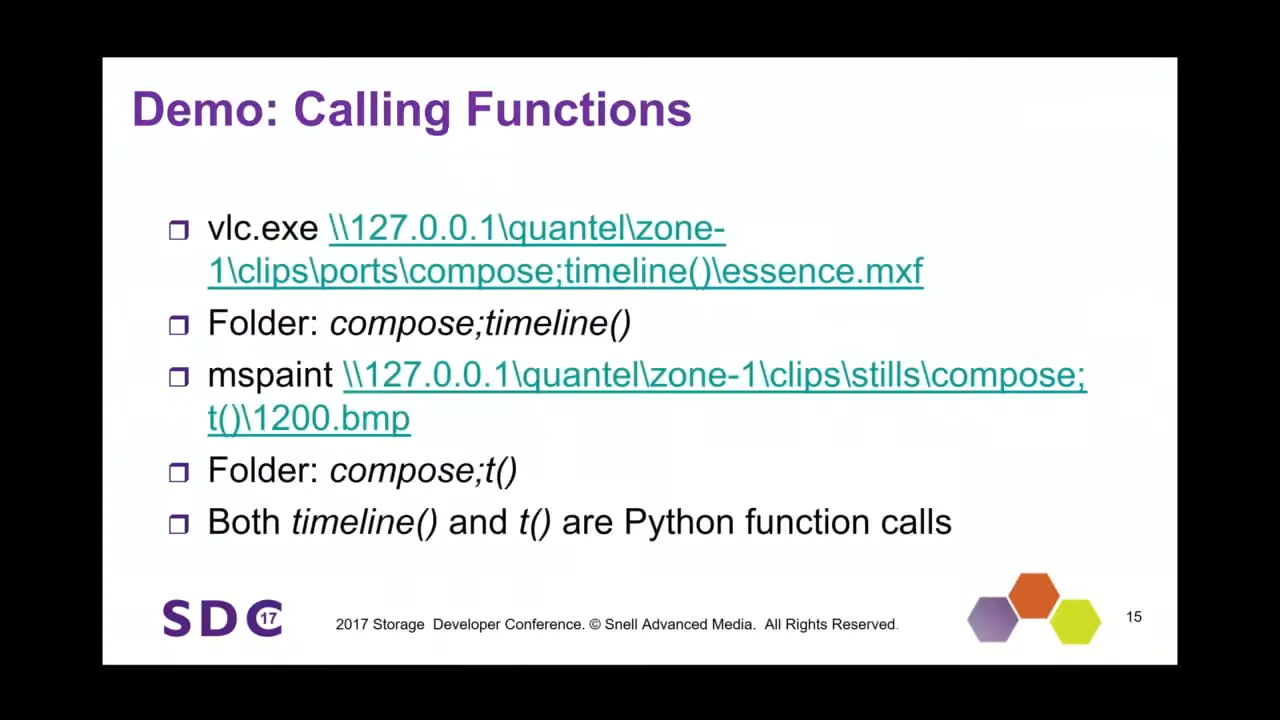 Demo: Calling Functions
vlc.exe \\127.0.0.1\quantel\zone-
1\clips\ports\compose;timeline()\essence.mxf
Folder: compose;timeline()
mspaint \\127.0.0.1\quantel\zone-1\clips\stills\compose;
t()\1200.bmp
Folder: compose;t()
Both timeline() and t() are Python function calls
SDC 17
2017 Storage Developer Conference. © Snell Advanced Media. All Rights Reserved.
15